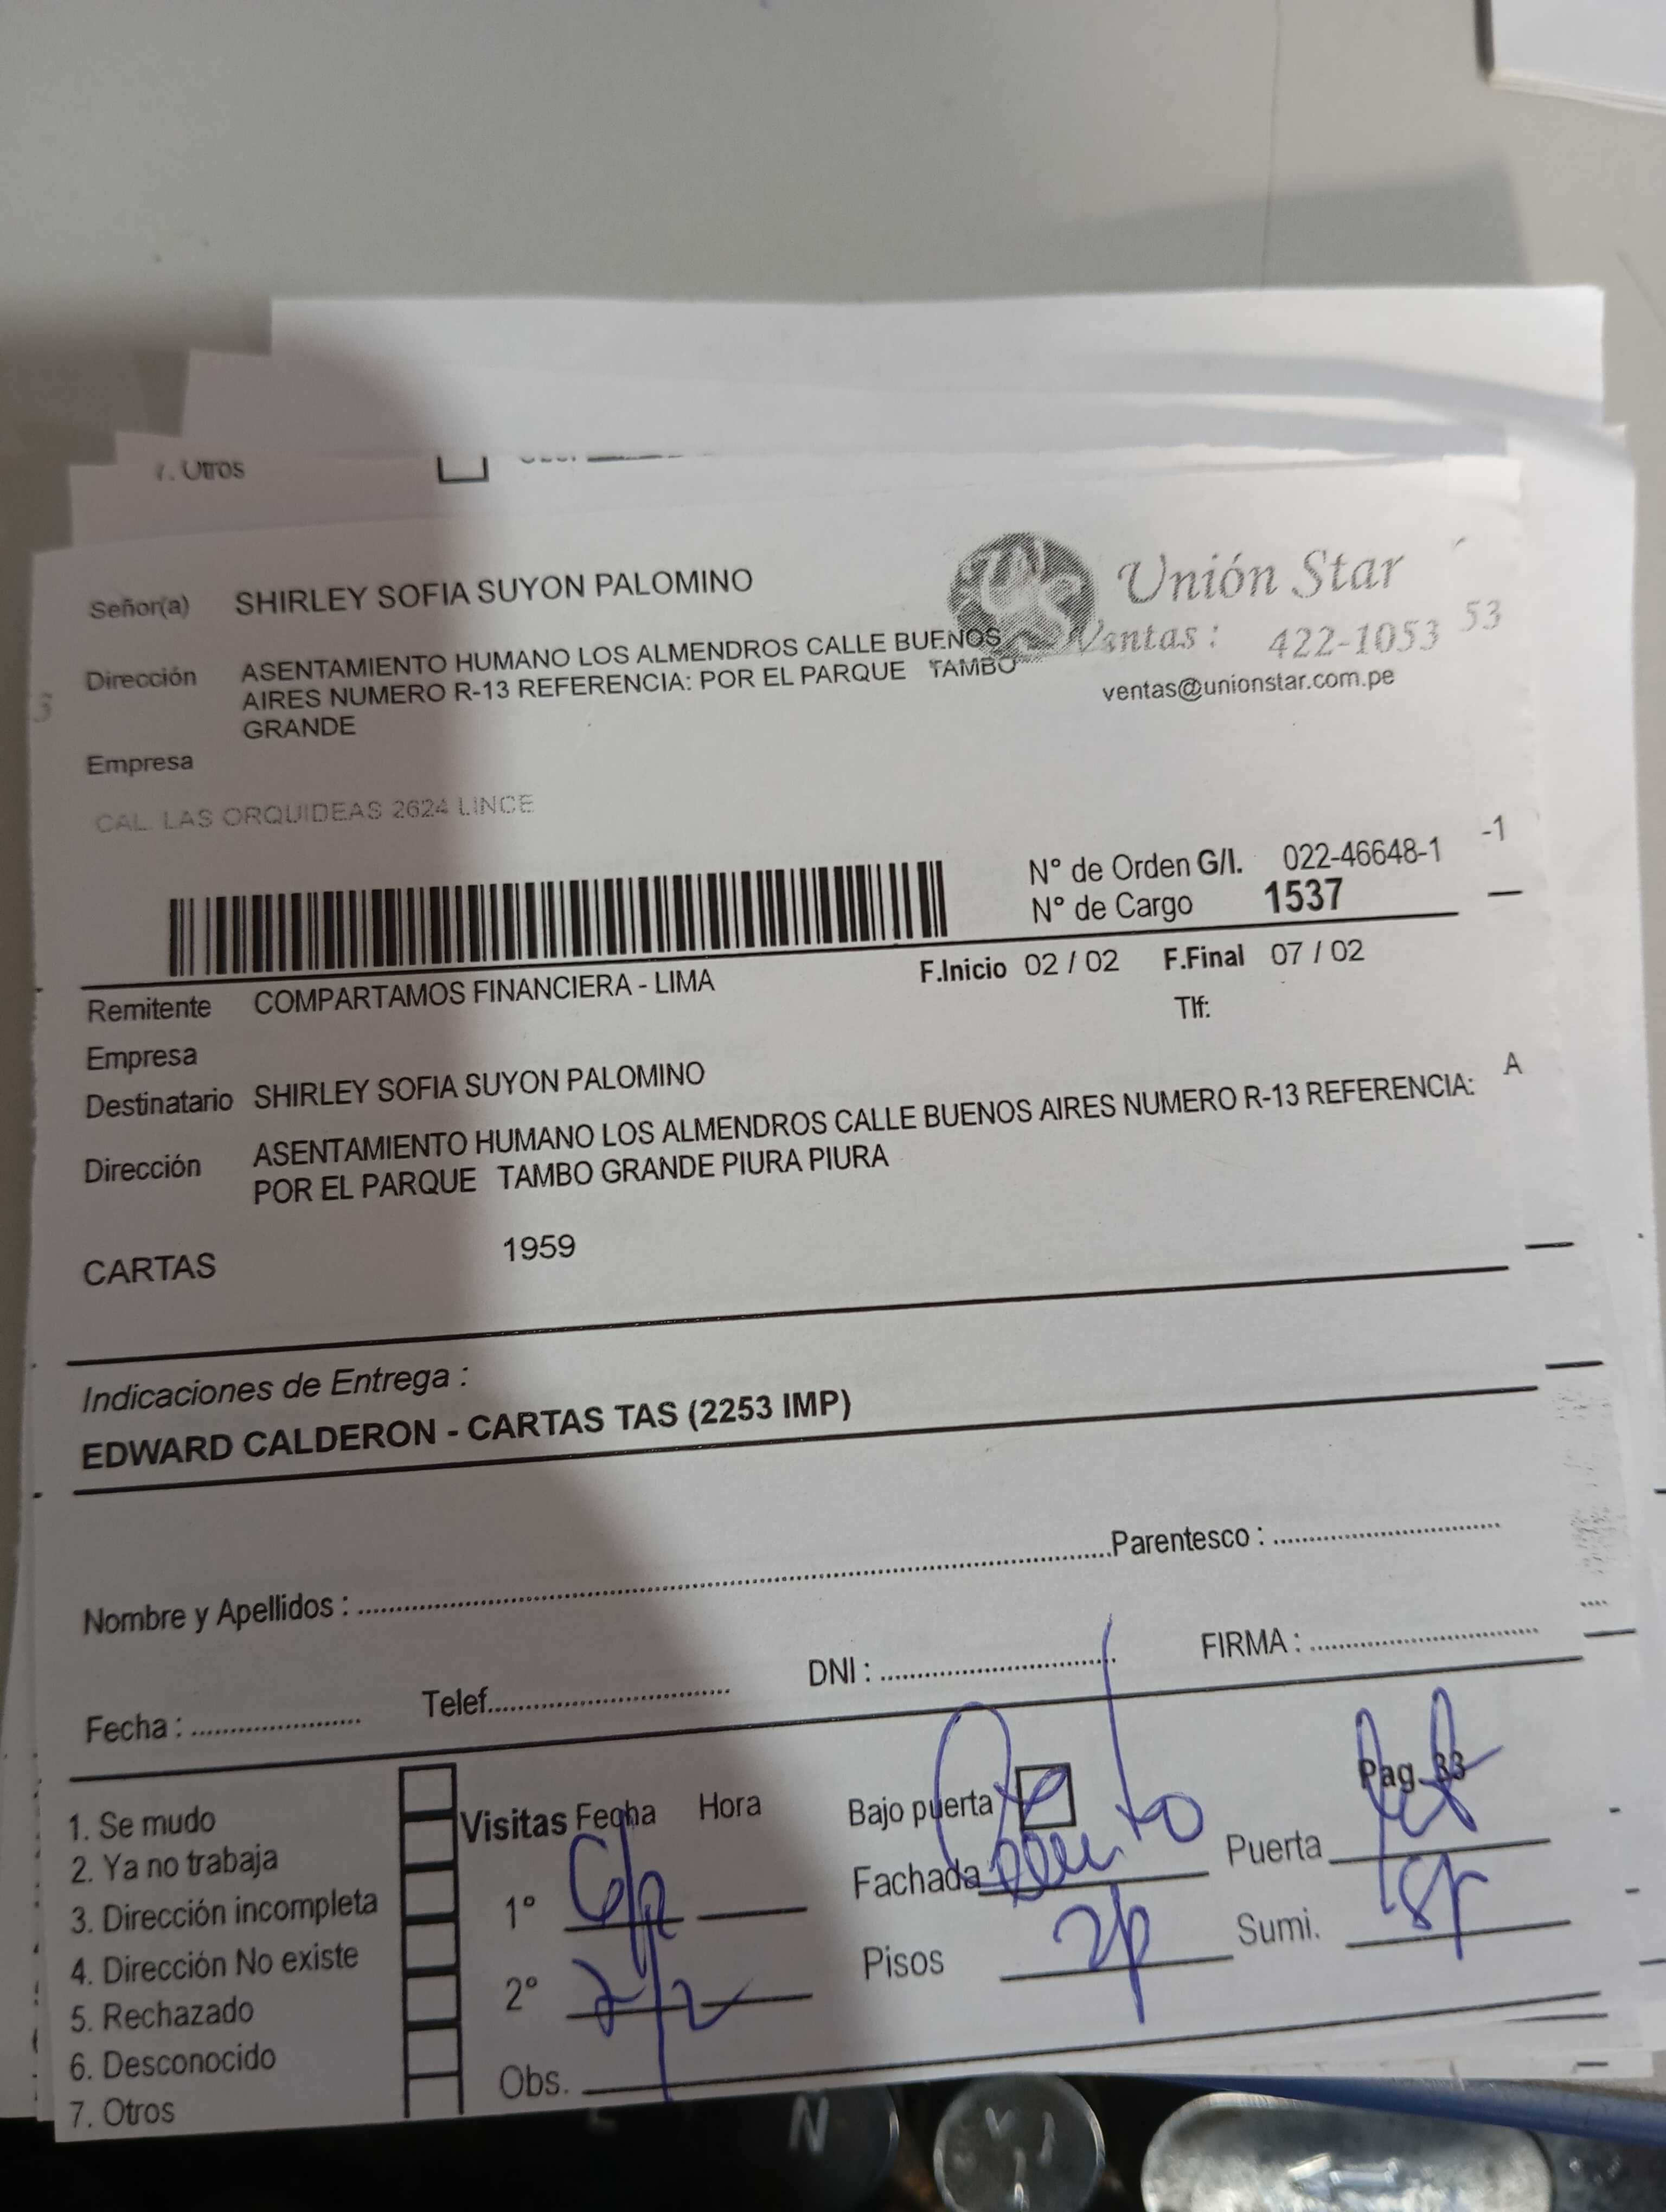 7. Otros
Señor(a) SHIRLEY SOFIA SUYON PALOMINO
Unión Star
Ventas : 422-1053 53
ventas@unionstar.com.pe
Dirección ASENTAMIENTO HUMANO LOS ALMENDROS CALLE BUENOS
AIRES NUMERO R-13 REFERENCIA: POR EL PARQUE TAMBO
GRANDE
Empresa
CAL. LAS ORQUIDEAS 2624 LINCE
N° de Orden G/I. 022-46648-1 -1
N° de Cargo 1537
F.Inicio 02 / 02 F.Final 07 / 02
Remitente COMPARTAMOS FINANCIERA - LIMA
Tlf:
Empresa
Destinatario SHIRLEY SOFIA SUYON PALOMINO
A
Dirección ASENTAMIENTO HUMANO LOS ALMENDROS CALLE BUENOS AIRES NUMERO R-13 REFERENCIA:
POR EL PARQUE TAMBO GRANDE PIURA PIURA
CARTAS 1959
Indicaciones de Entrega :
EDWARD CALDERON - CARTAS TAS (2253 IMP)
Nombre y Apellidos : Parentesco :
Fecha : Telef. DNI : FIRMA :
Pag. 33
1. Se mudo
2. Ya no trabaja
3. Dirección incompleta
4. Dirección No existe
5. Rechazado
6. Desconocido
7. Otros
Visitas Fecha Hora
1°
2° 7/2
Obs.
Bajo puerta
Fachada Puerta
Pisos 2p Sumi.
N